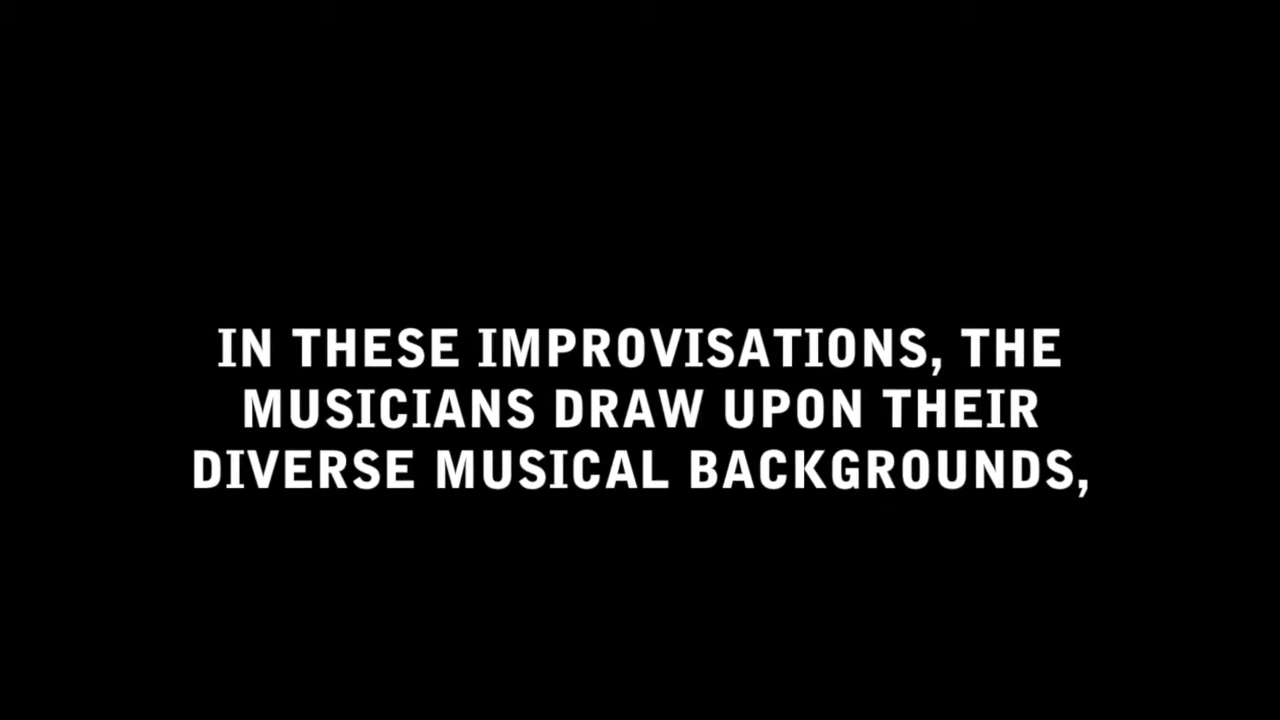 IN THESE IMPROVISATIONS, THE
MUSICIANS DRAW UPON THEIR
DIVERSE MUSICAL BACKGROUNDS,